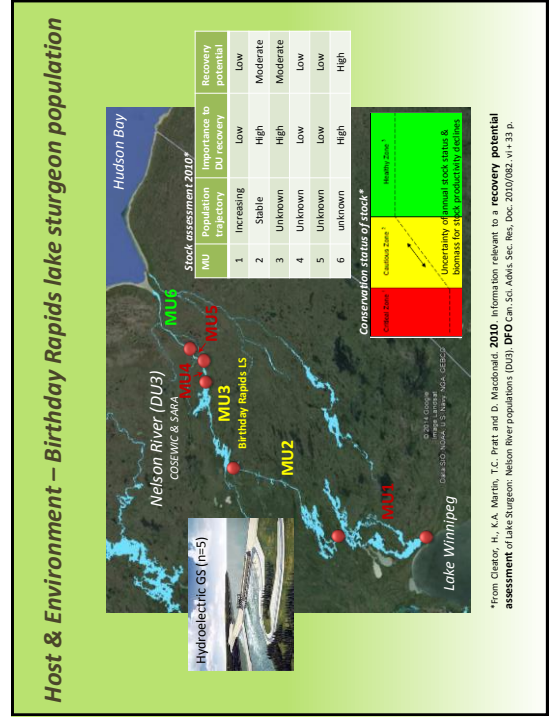 Host & Environment – Birthday Rapids lake sturgeon population
Hudson Bay
Nelson River (DU3)
COSEWIC & SARA
MU6
MU5
MU4
MU3
Birthday Rapids LS
MU2
MU1
Lake Winnipeg
Hydroelectric GS (n=5)
© 2014 Google
Image Landsat
Data SIO, NOAA, U.S. Navy, NGA, GEBCO
Stock assessment 2010*
MU Population trajectory Importance to DU recovery Recovery potential
1 Increasing Low Low
2 Stable High Moderate
3 Unknown High Moderate
4 Unknown Low Low
5 Unknown Low Low
6 unknown High High
Conservation status of stock*
Critical Zone Cautious Zone Healthy Zone
Uncertainty of annual stock status &
biomass for stock productivity declines
*From Cleator, H., K.A. Martin, T.C. Pratt and D. Macdonald. 2010. Information relevant to a recovery potential
assessment of Lake Sturgeon: Nelson River populations (DU3). DFO Can. Sci. Advis. Sec. Res, Doc. 2010/082. vi + 33 p.